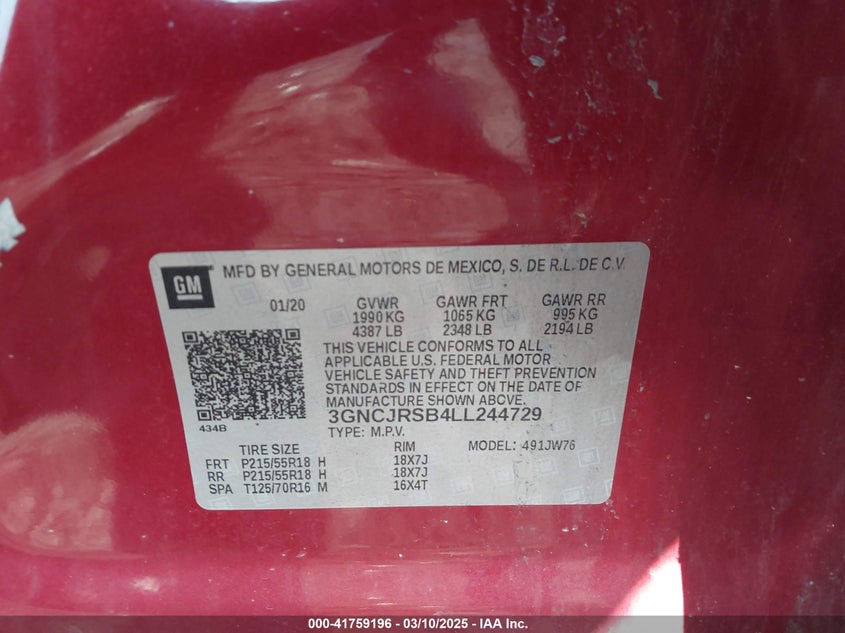 GM
MFD BY GENERAL MOTORS DE MEXICO, S. DE R.L. DE C.V.
01/20 GVWR GAWR FRT GAWR RR
1990 KG 1065 KG 995 KG
4387 LB 2348 LB 2194 LB
THIS VEHICLE CONFORMS TO ALL
APPLICABLE U.S. FEDERAL MOTOR
VEHICLE SAFETY AND THEFT PREVENTION
STANDARDS IN EFFECT ON THE DATE OF
MANUFACTURE SHOWN ABOVE.
434B
3GNCJRSB4LL244729
TYPE: M.P.V. MODEL: 491JW76
TIRE SIZE RIM
FRT P215/55R18 H 18X7J
RR P215/55R18 H 18X7J
SPA T125/70R16 M 16X4T
000-41759196 - 03/10/2025 - IAA Inc.